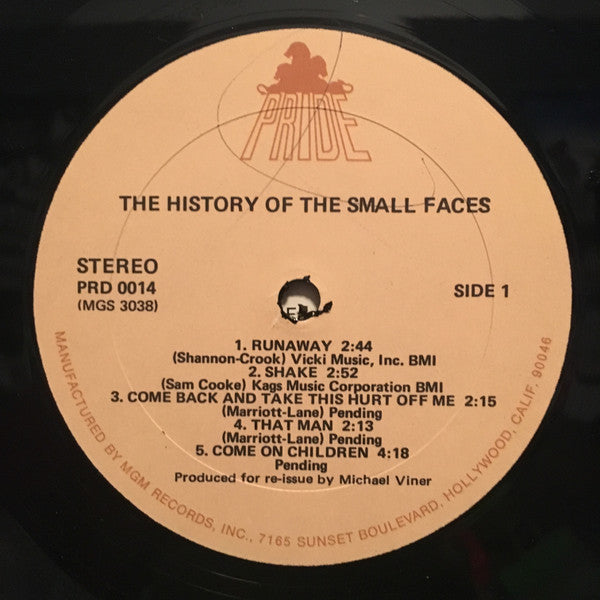 PRIDE
THE HISTORY OF THE SMALL FACES
STEREO
PRD 0014
(MGS 3038)
SIDE 1
1. RUNAWAY 2:44
(Shannon-Crook) Vicki Music, Inc. BMI
2. SHAKE 2:52
(Sam Cooke) Kags Music Corporation BMI
3. COME BACK AND TAKE THIS HURT OFF ME 2:15
(Marriott-Lane) Pending
4. THAT MAN 2:13
(Marriott-Lane) Pending
5. COME ON CHILDREN 4:18
Pending
Produced for re-issue by Michael Viner
MANUFACTURED BY MGM RECORDS, INC., 7165 SUNSET BOULEVARD, HOLLYWOOD, CALIF. 90046